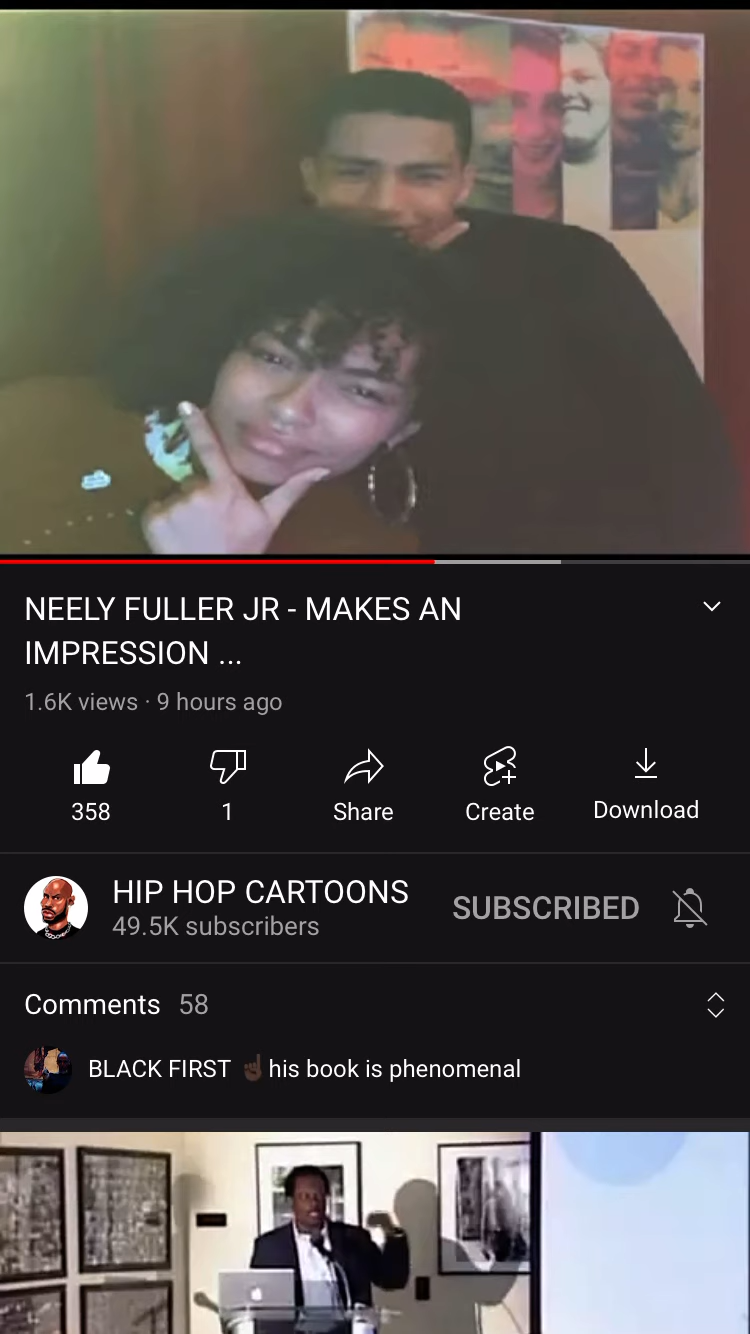 NEELY FULLER JR - MAKES AN
IMPRESSION ...
1.6K views · 9 hours ago
358
1
Share
Create
Download
HIP HOP CARTOONS
49.5K subscribers
SUBSCRIBED
Comments 58
BLACK FIRST ☝🏿his book is phenomenal